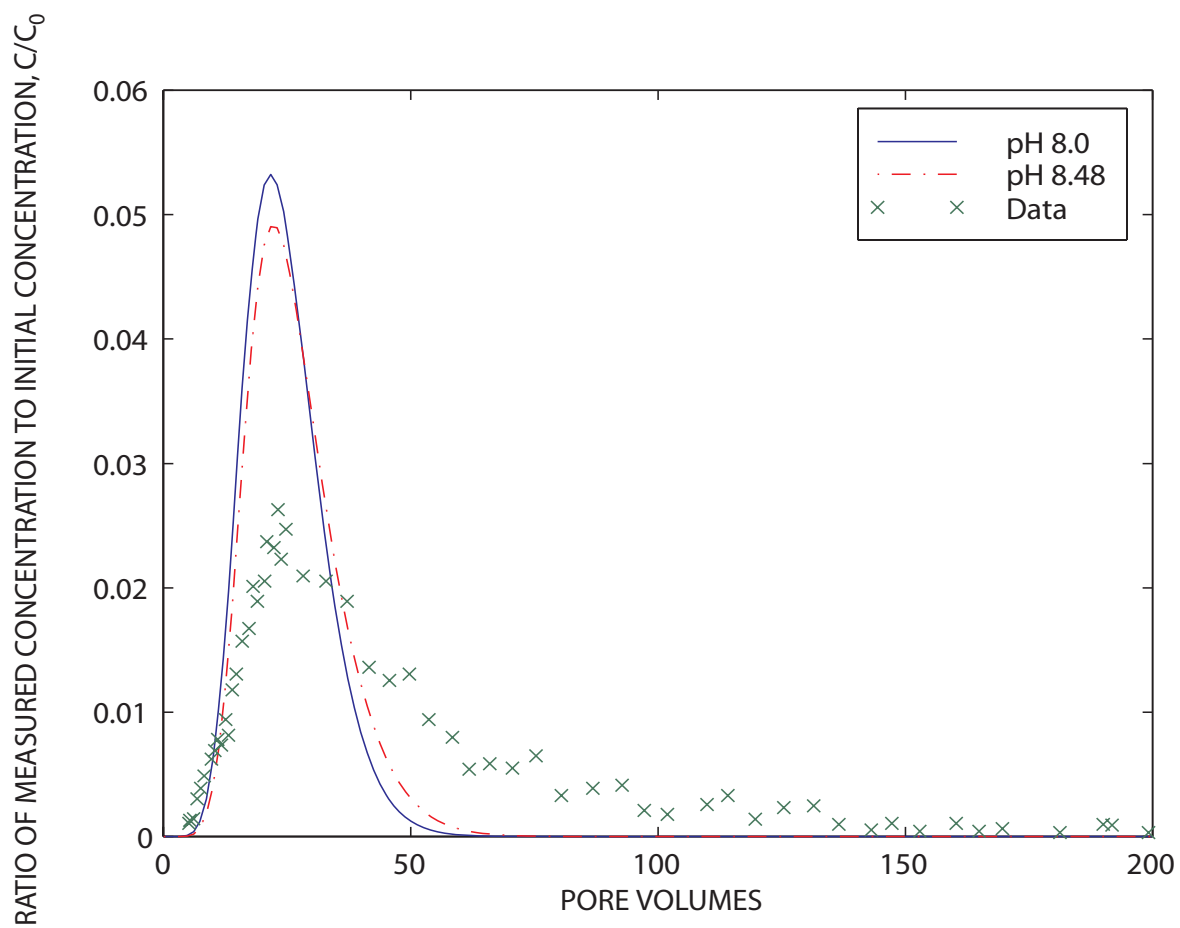 RATIO OF MEASURED CONCENTRATION TO INITIAL CONCENTRATION, C/C₀
0.06
0.05
0.04
0.03
0.02
0.01
0
pH 8.0
pH 8.48
Data
0 50 100 150 200
PORE VOLUMES